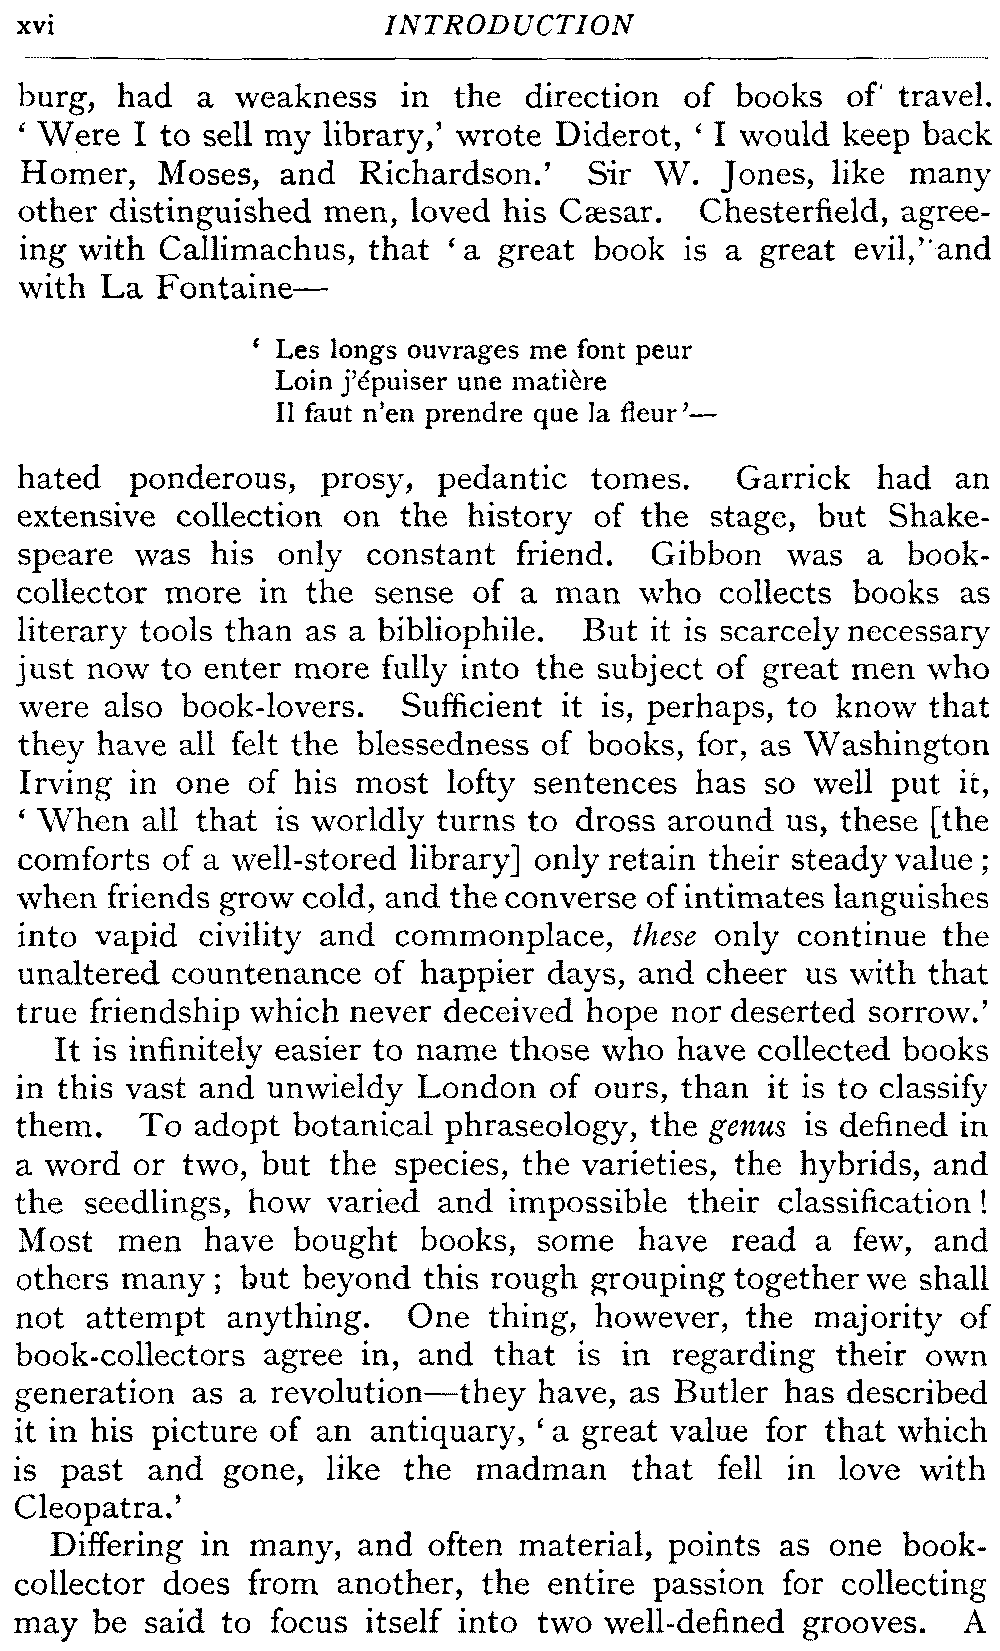 xvi INTRODUCTION
burg, had a weakness in the direction of books of travel.
‘ Were I to sell my library,’ wrote Diderot, ‘ I would keep back
Homer, Moses, and Richardson.’ Sir W. Jones, like many
other distinguished men, loved his Cæsar. Chesterfield, agree-
ing with Callimachus, that ‘ a great book is a great evil,’ and
with La Fontaine—
‘ Les longs ouvrages me font peur
Loin j’épuiser une matière
Il faut n’en prendre que la fleur ’—
hated ponderous, prosy, pedantic tomes. Garrick had an
extensive collection on the history of the stage, but Shake-
speare was his only constant friend. Gibbon was a book-
collector more in the sense of a man who collects books as
literary tools than as a bibliophile. But it is scarcely necessary
just now to enter more fully into the subject of great men who
were also book-lovers. Sufficient it is, perhaps, to know that
they have all felt the blessedness of books, for, as Washington
Irving in one of his most lofty sentences has so well put it,
‘ When all that is worldly turns to dross around us, these [the
comforts of a well-stored library] only retain their steady value ;
when friends grow cold, and the converse of intimates languishes
into vapid civility and commonplace, these only continue the
unaltered countenance of happier days, and cheer us with that
true friendship which never deceived hope nor deserted sorrow.’
It is infinitely easier to name those who have collected books
in this vast and unwieldy London of ours, than it is to classify
them. To adopt botanical phraseology, the genus is defined in
a word or two, but the species, the varieties, the hybrids, and
the seedlings, how varied and impossible their classification !
Most men have bought books, some have read a few, and
others many ; but beyond this rough grouping together we shall
not attempt anything. One thing, however, the majority of
book-collectors agree in, and that is in regarding their own
generation as a revolution—they have, as Butler has described
it in his picture of an antiquary, ‘ a great value for that which
is past and gone, like the madman that fell in love with
Cleopatra.’
Differing in many, and often material, points as one book-
collector does from another, the entire passion for collecting
may be said to focus itself into two well-defined grooves. A